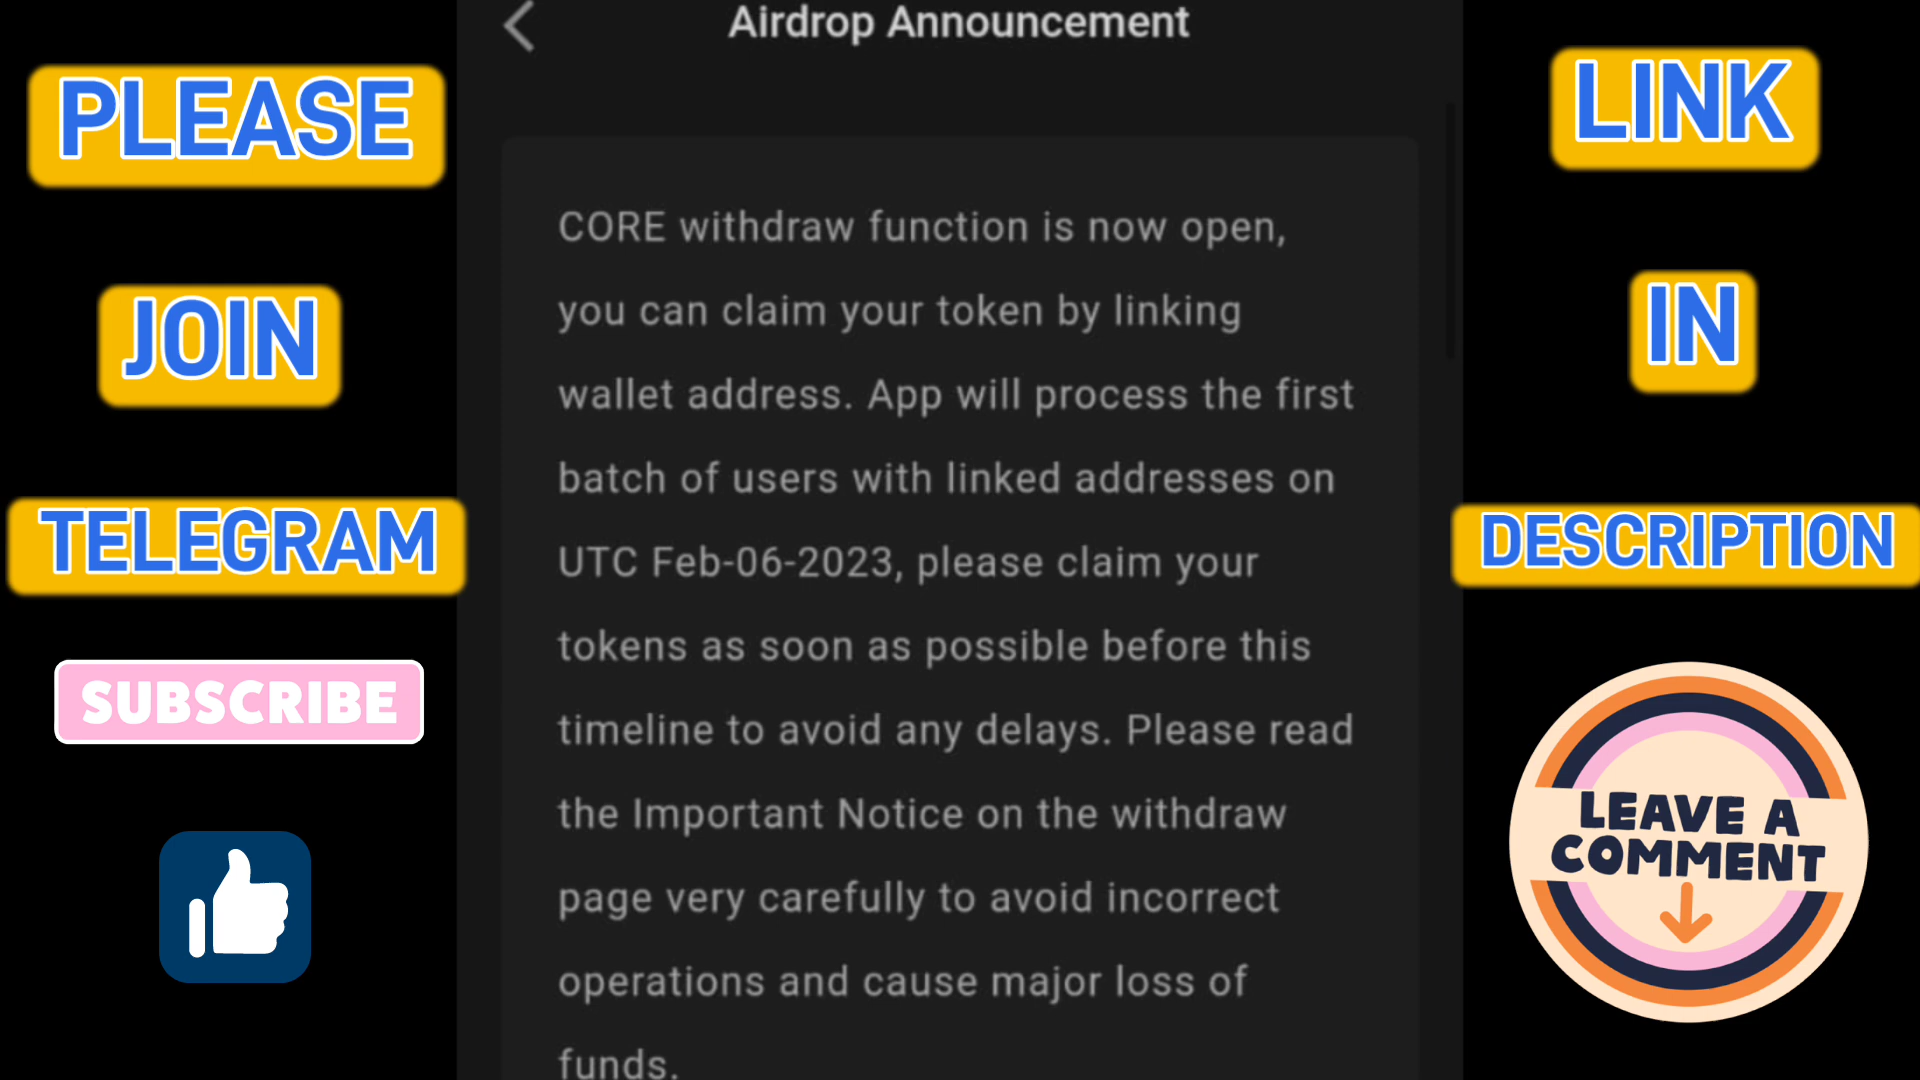 PLEASE
JOIN
TELEGRAM
SUBSCRIBE
Airdrop Announcement
CORE withdraw function is now open,
you can claim your token by linking
wallet address. App will process the first
batch of users with linked addresses on
UTC Feb-06-2023, please claim your
tokens as soon as possible before this
timeline to avoid any delays. Please read
the Important Notice on the withdraw
page very carefully to avoid incorrect
operations and cause major loss of
funds.
LINK
IN
DESCRIPTION
LEAVE A
COMMENT